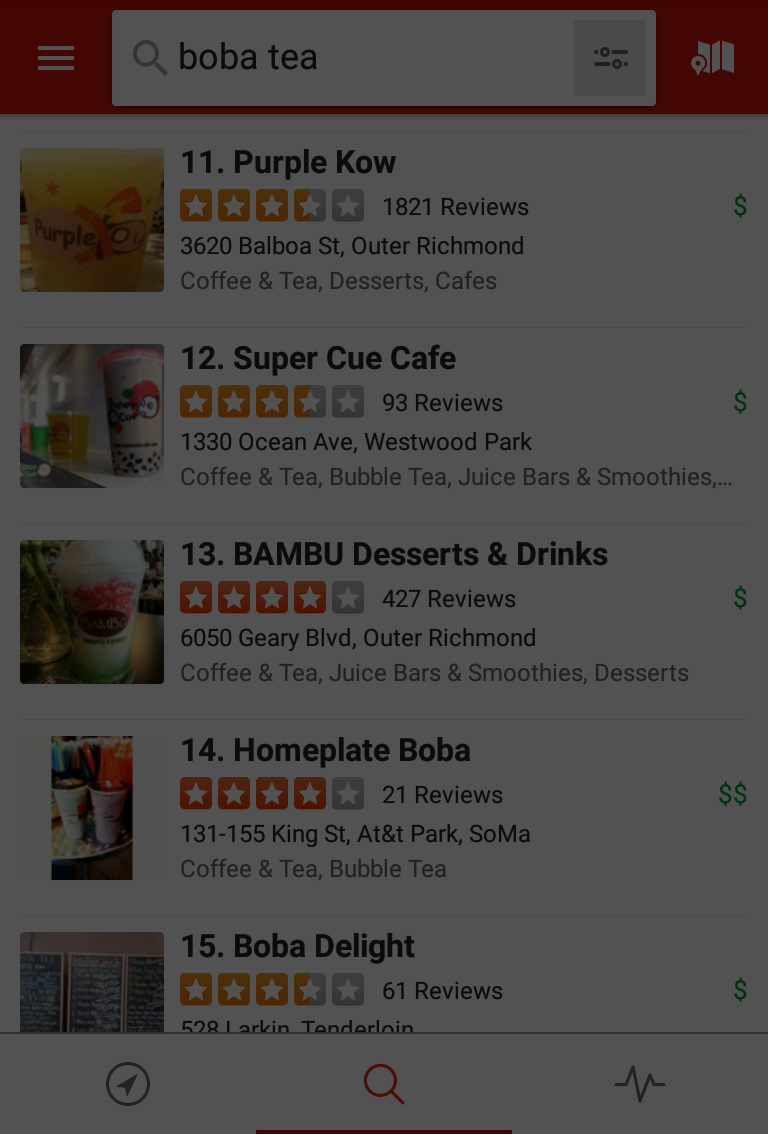 boba tea
11. Purple Kow
1821 Reviews
$
3620 Balboa St, Outer Richmond
Coffee & Tea, Desserts, Cafes
Purple
12. Super Cue Cafe
93 Reviews
$
1330 Ocean Ave, Westwood Park
Coffee & Tea, Bubble Tea, Juice Bars & Smoothies,...
13. BAMBU Desserts & Drinks
427 Reviews
$
6050 Geary Blvd, Outer Richmond
Coffee & Tea, Juice Bars & Smoothies, Desserts
BAMBU
14. Homeplate Boba
21 Reviews
$$
131-155 King St, At&t Park, SoMa
Coffee & Tea, Bubble Tea
15. Boba Delight
61 Reviews
$
528 Larkin, Tenderloin